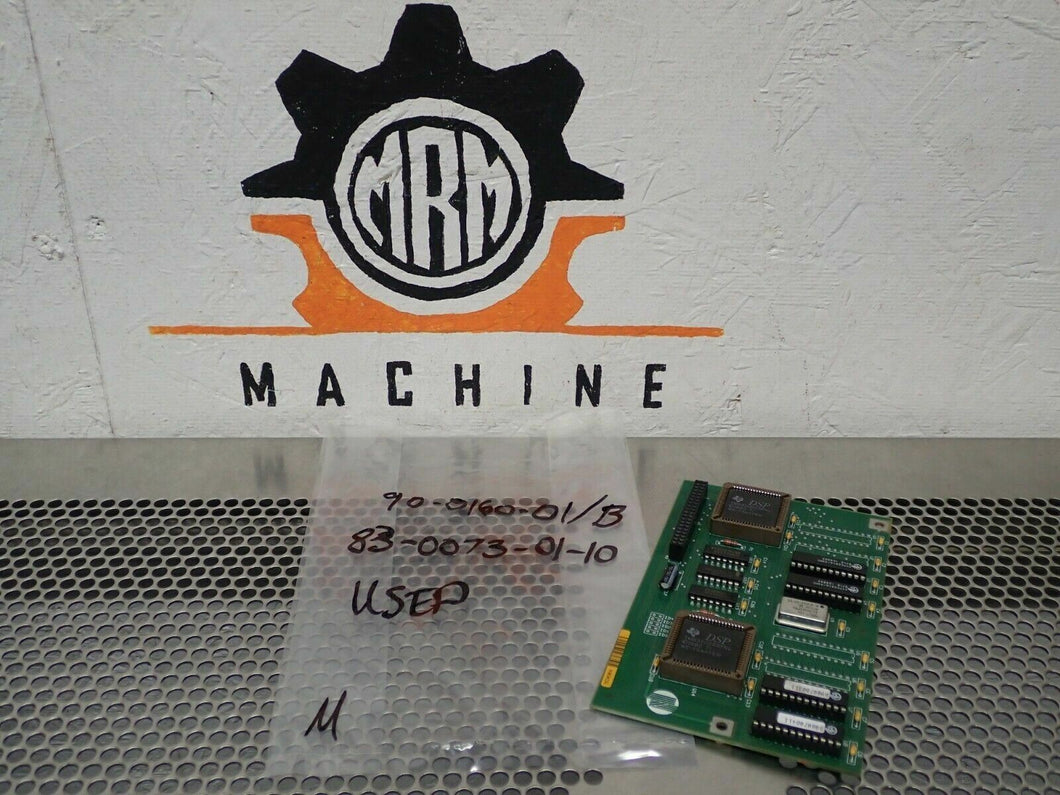 MRM
MACHINE
90-0160-01/B
83-0073-01-10
USED
M
DSP
DSP